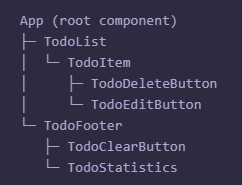 App (root component)
├─ TodoList
│  └─ TodoItem
│     ├─ TodoDeleteButton
│     └─ TodoEditButton
└─ TodoFooter
   ├─ TodoClearButton
   └─ TodoStatistics